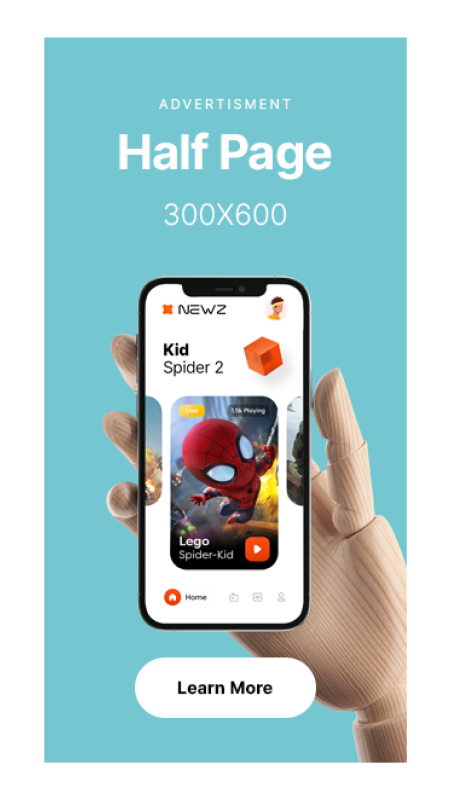 ADVERTISMENT
Half Page
300X600
NEWZ
Kid
Spider 2
Live
1.5k Playing
Lego
Spider-Kid
Home
Learn More